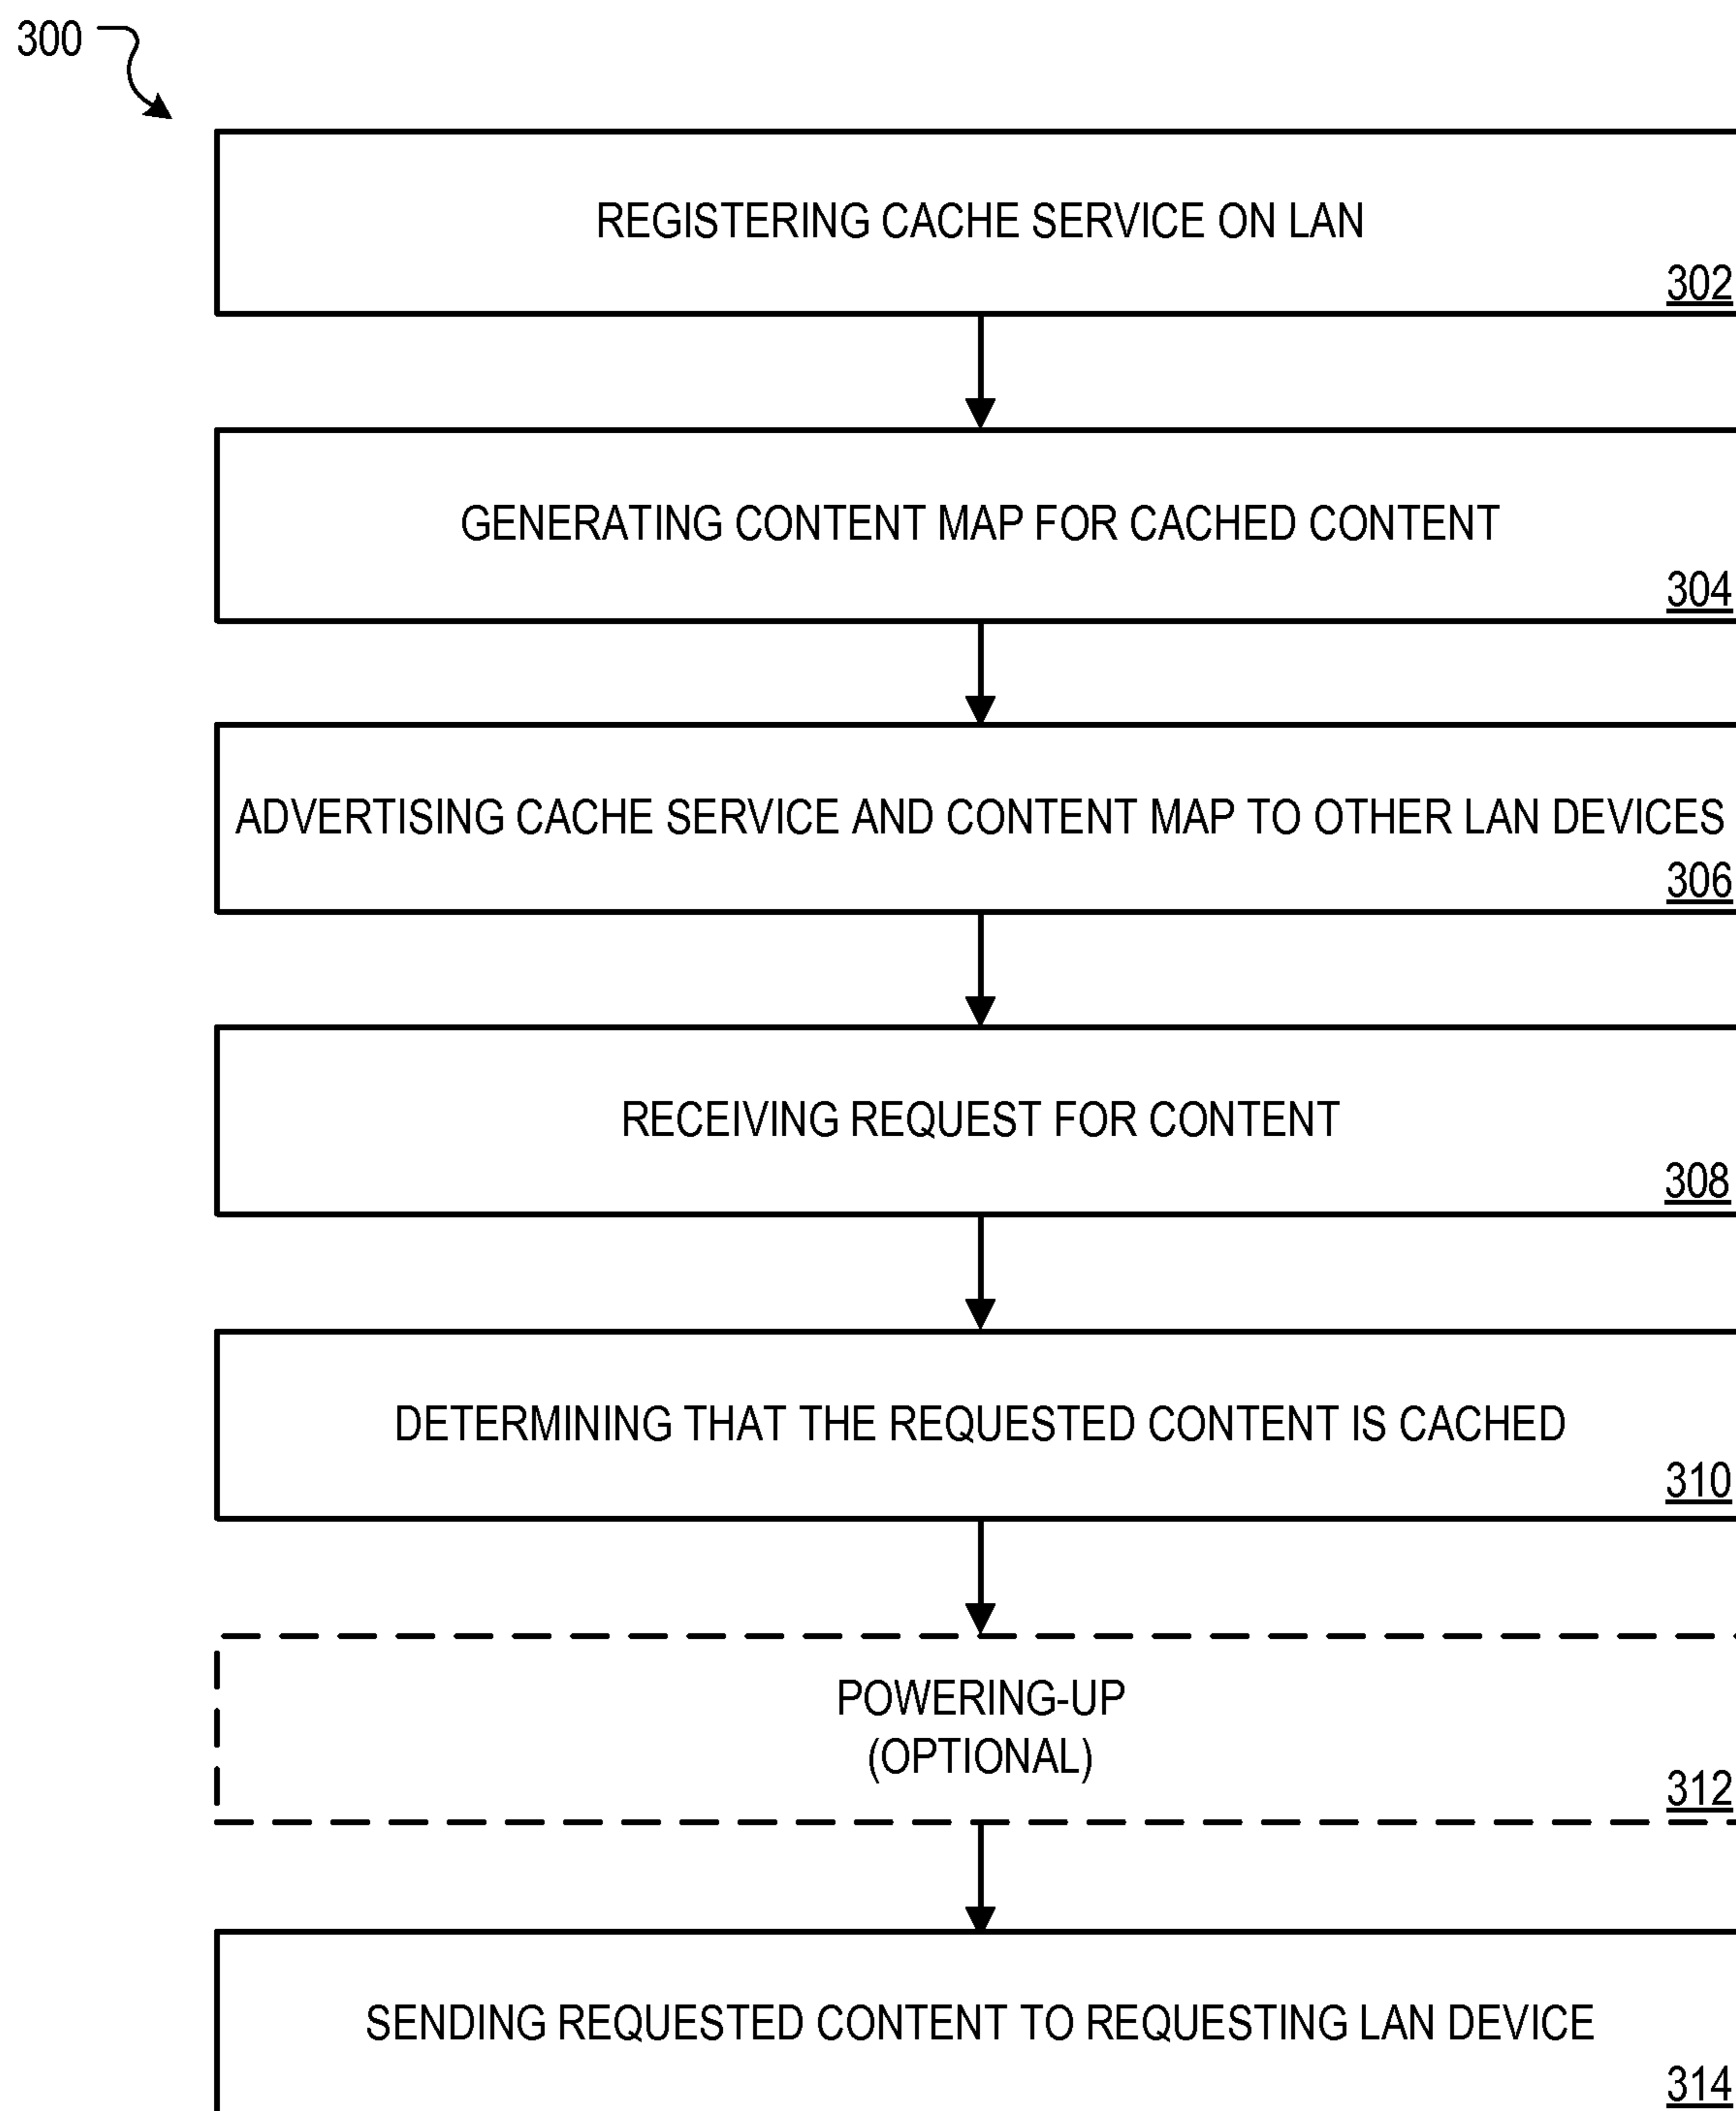 300
REGISTERING CACHE SERVICE ON LAN
302
GENERATING CONTENT MAP FOR CACHED CONTENT
304
ADVERTISING CACHE SERVICE AND CONTENT MAP TO OTHER LAN DEVICES
306
RECEIVING REQUEST FOR CONTENT
308
DETERMINING THAT THE REQUESTED CONTENT IS CACHED
310
POWERING-UP
(OPTIONAL)
312
SENDING REQUESTED CONTENT TO REQUESTING LAN DEVICE
314